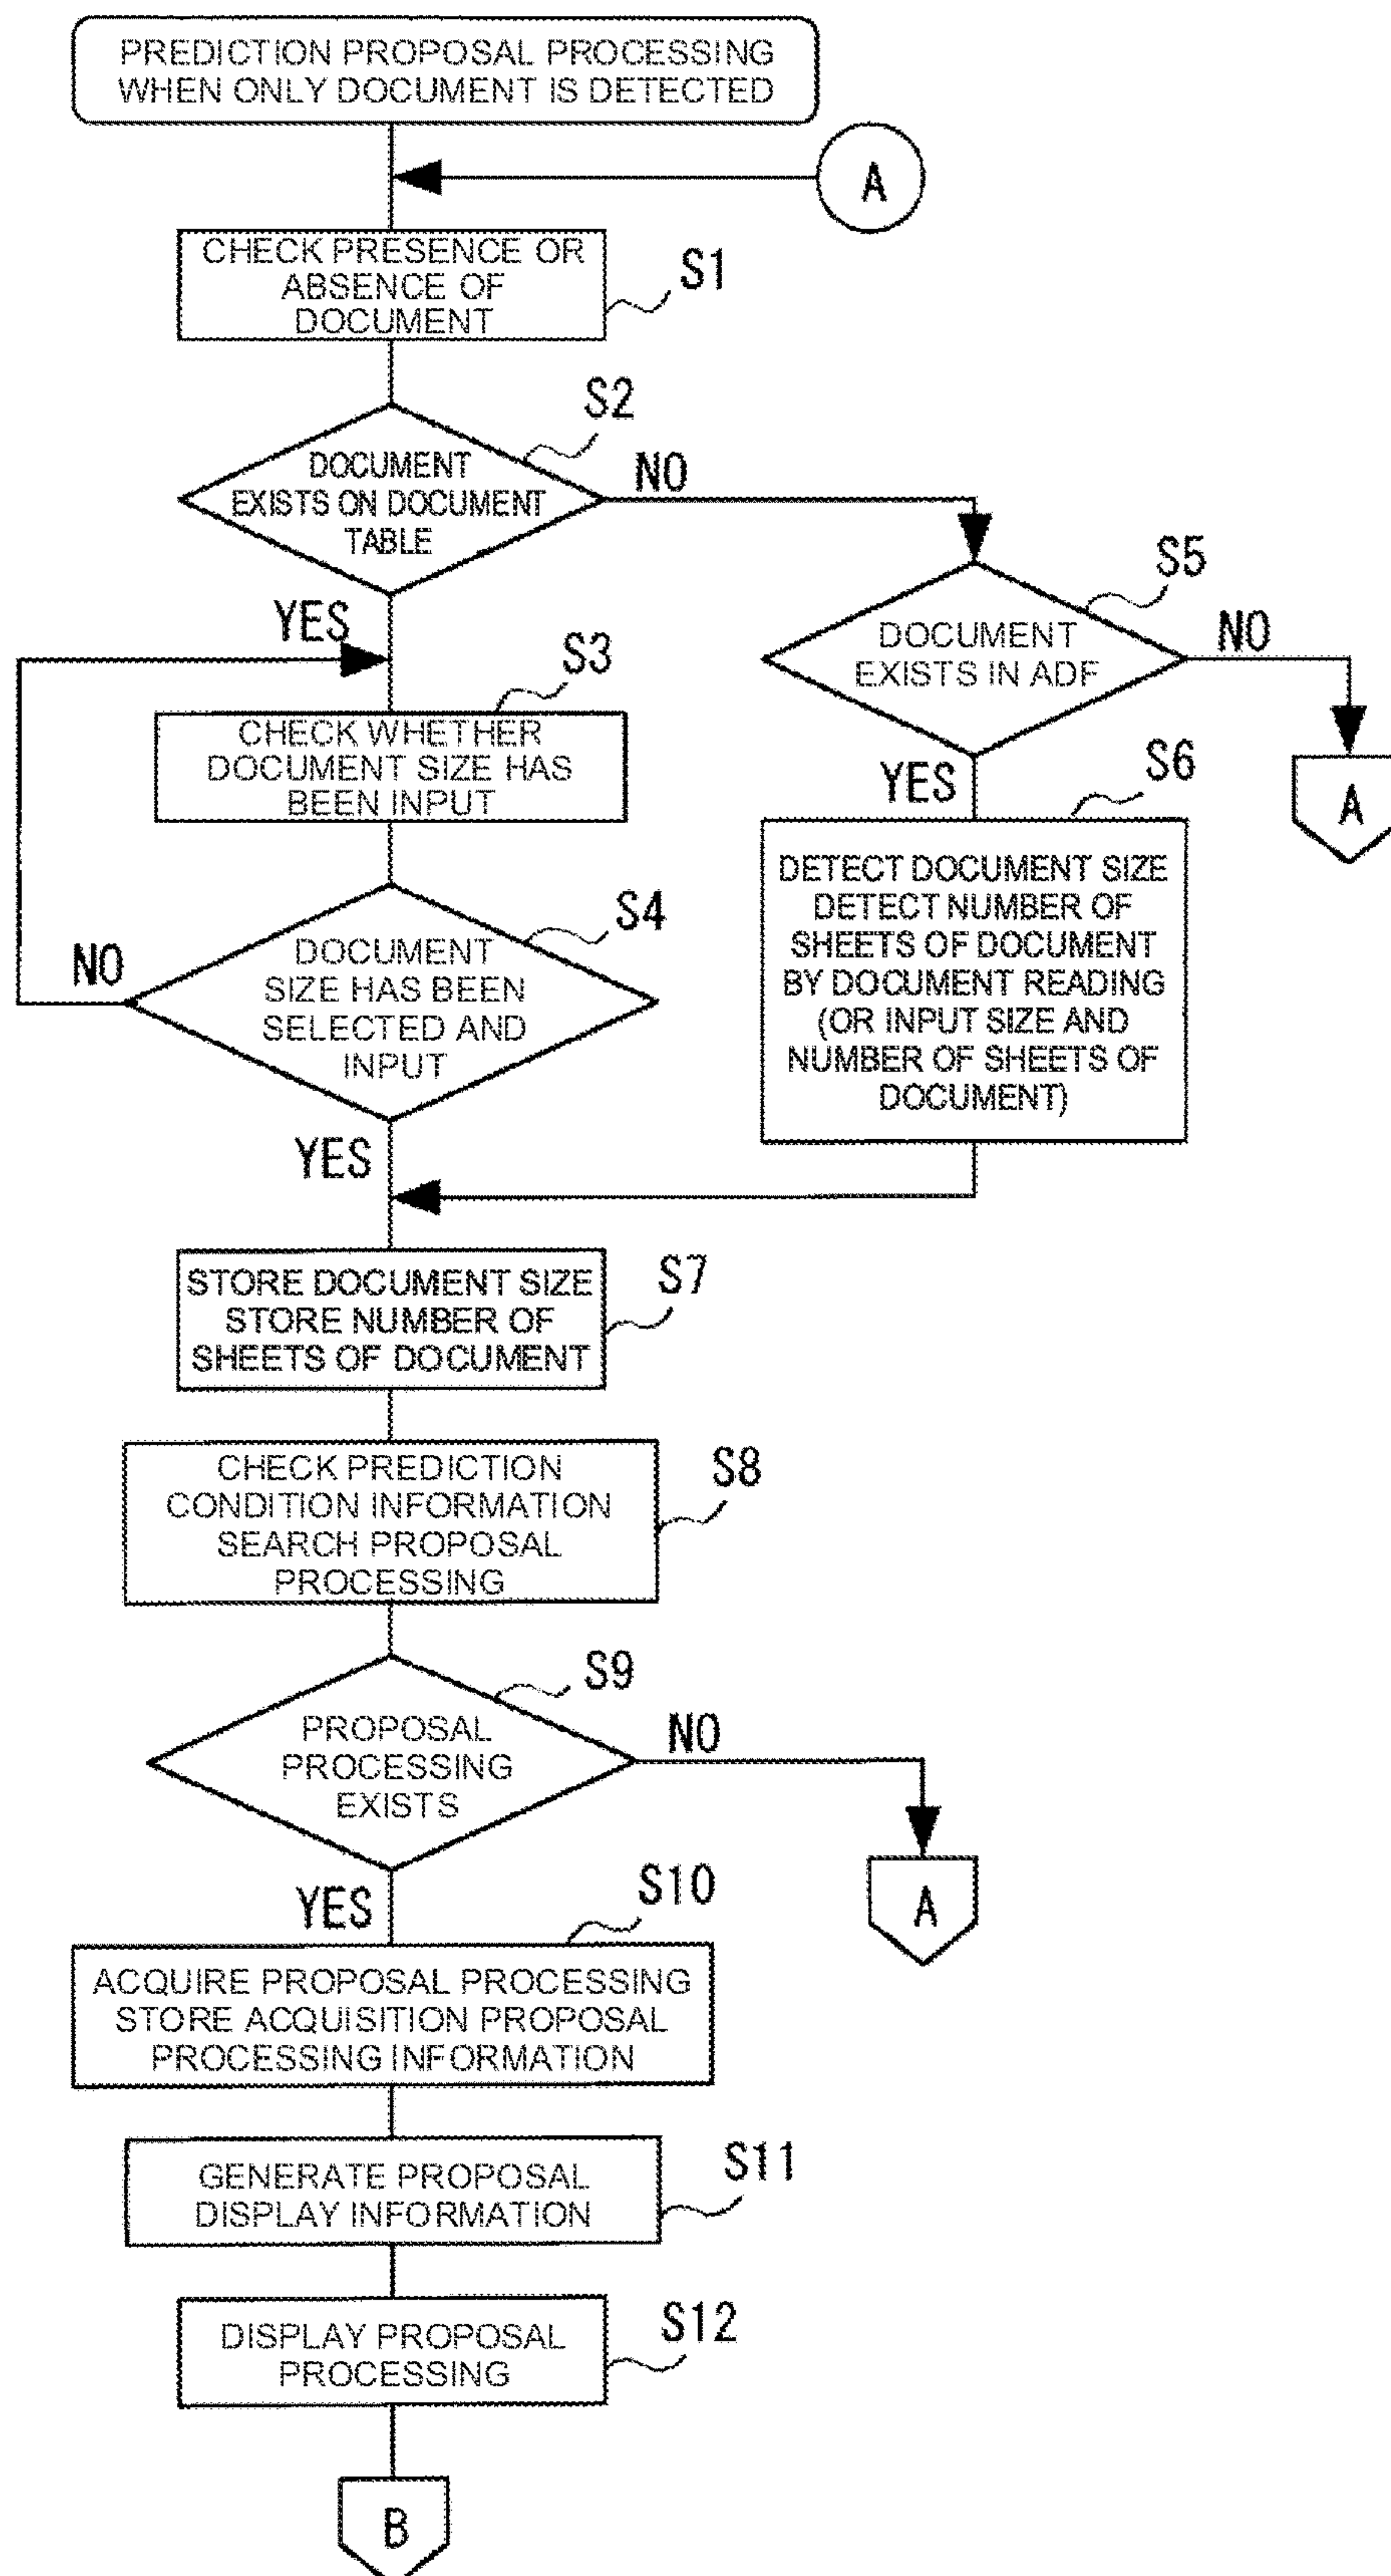 PREDICTION PROPOSAL PROCESSING
WHEN ONLY DOCUMENT IS DETECTED
A
CHECK PRESENCE OR
ABSENCE OF
DOCUMENT
S1
S2
DOCUMENT
EXISTS ON DOCUMENT
TABLE
NO
YES
S5
DOCUMENT
EXISTS IN ADF
NO
A
YES
S3
CHECK WHETHER
DOCUMENT SIZE HAS
BEEN INPUT
S6
DETECT DOCUMENT SIZE
DETECT NUMBER OF
SHEETS OF DOCUMENT
BY DOCUMENT READING
(OR INPUT SIZE AND
NUMBER OF SHEETS OF
DOCUMENT)
S4
DOCUMENT
SIZE HAS BEEN
SELECTED AND
INPUT
NO
YES
STORE DOCUMENT SIZE
STORE NUMBER OF
SHEETS OF DOCUMENT
S7
CHECK PREDICTION
CONDITION INFORMATION
SEARCH PROPOSAL
PROCESSING
S8
S9
PROPOSAL
PROCESSING
EXISTS
NO
A
YES
S10
ACQUIRE PROPOSAL PROCESSING
STORE ACQUISITION PROPOSAL
PROCESSING INFORMATION
GENERATE PROPOSAL
DISPLAY INFORMATION
S11
DISPLAY PROPOSAL
PROCESSING
S12
B